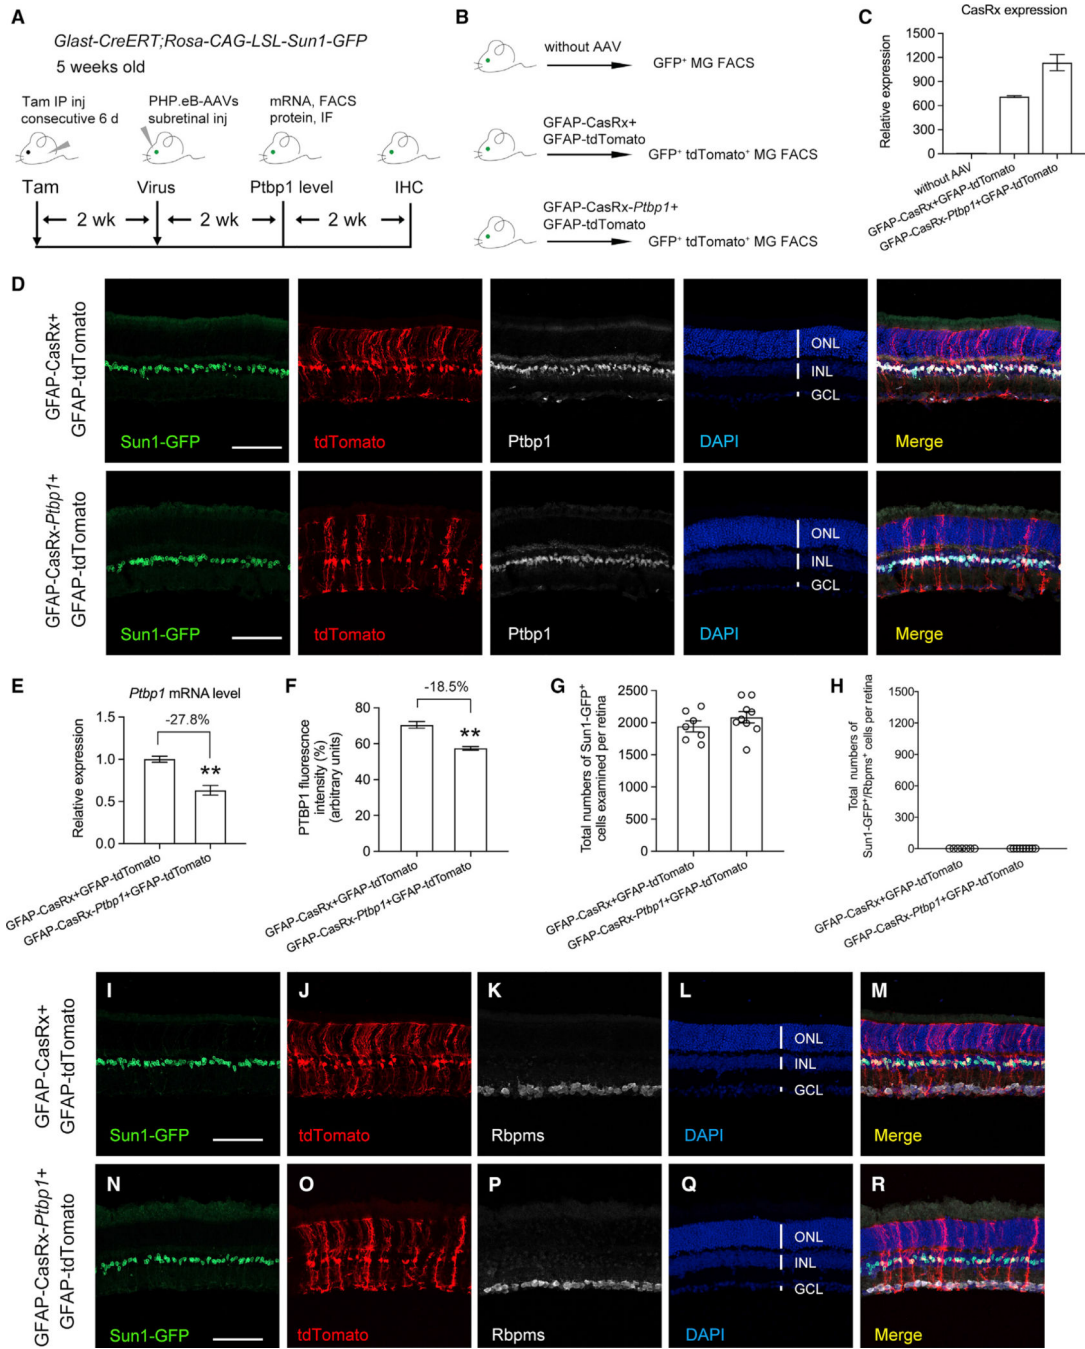 A
Glast-CreERT;Rosa-CAG-LSL-Sun1-GFP
5 weeks old
Tam IP inj
consecutive 6 d
PHP.eB-AAVs
subretinal inj
mRNA, FACS
protein, IF
Tam
Virus
Ptbp1 level
IHC
2 wk
2 wk
2 wk
B
without AAV
GFP⁺ MG FACS
GFAP-CasRx+
GFAP-tdTomato
GFP⁺ tdTomato⁺ MG FACS
GFAP-CasRx-Ptbp1+
GFAP-tdTomato
GFP⁺ tdTomato⁺ MG FACS
C
CasRx expression
Relative expression
1500
1200
900
600
300
0
without AAV
GFAP-CasRx+GFAP-tdTomato
GFAP-CasRx-Ptbp1+GFAP-tdTomato
D
GFAP-CasRx+
GFAP-tdTomato
Sun1-GFP
tdTomato
Ptbp1
ONL
INL
GCL
DAPI
Merge
GFAP-CasRx-Ptbp1+
GFAP-tdTomato
Sun1-GFP
tdTomato
Ptbp1
ONL
INL
GCL
DAPI
Merge
E
Ptbp1 mRNA level
-27.8%
Relative expression
1.5
1.0
0.5
0.0
**
GFAP-CasRx+GFAP-tdTomato
GFAP-CasRx-Ptbp1+GFAP-tdTomato
F
-18.5%
PTBP1 fluorescnce
intensity (%)
(arbitrary units)
80
60
40
20
0
**
GFAP-CasRx+GFAP-tdTomato
GFAP-CasRx-Ptbp1+GFAP-tdTomato
G
Total numbers of Sun1-GFP⁺
cells examined per retina
2500
2000
1500
1000
500
0
GFAP-CasRx+GFAP-tdTomato
GFAP-CasRx-Ptbp1+GFAP-tdTomato
H
Total numbers of
Sun1-GFP⁺/Rbpms⁺ cells per retina
1500
1200
900
600
300
0
GFAP-CasRx+GFAP-tdTomato
GFAP-CasRx-Ptbp1+GFAP-tdTomato
GFAP-CasRx+
GFAP-tdTomato
I
Sun1-GFP
J
tdTomato
K
Rbpms
L
ONL
INL
GCL
DAPI
M
Merge
GFAP-CasRx-Ptbp1+
GFAP-tdTomato
N
Sun1-GFP
O
tdTomato
P
Rbpms
Q
ONL
INL
GCL
DAPI
R
Merge